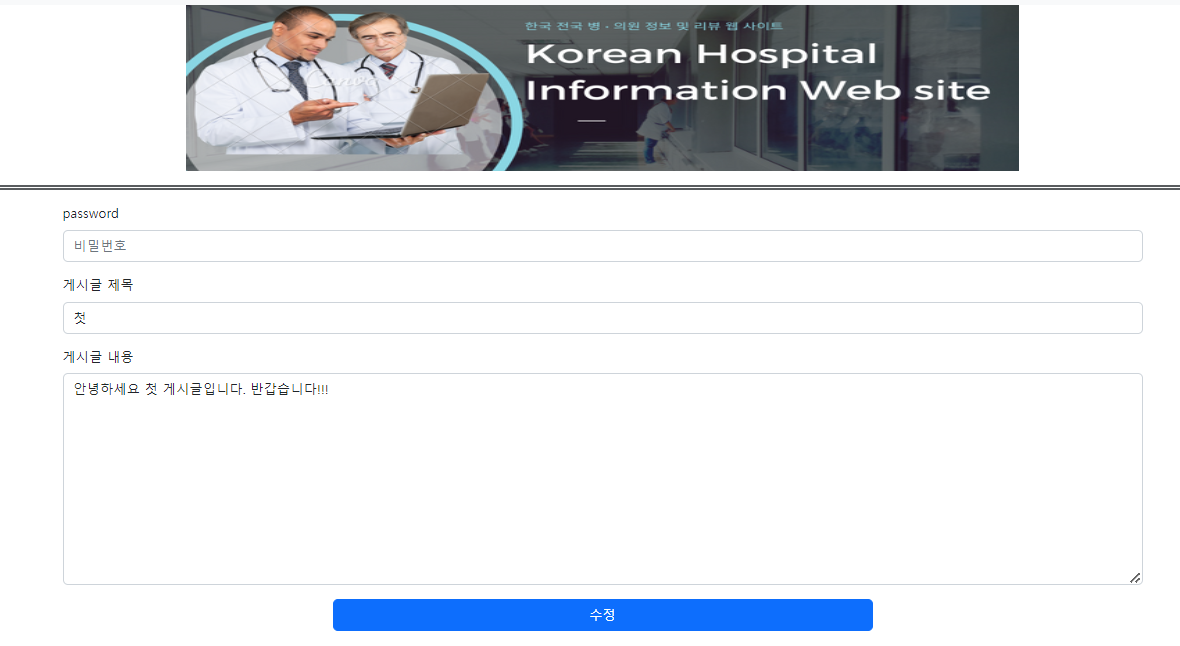 한국 전국 병 · 의원 정보 및 리뷰 웹 사이트
Korean Hospital
Information Web site
Canva
password
비밀번호
게시글 제목
첫
게시글 내용
안녕하세요 첫 게시글입니다. 반갑습니다!!!
수정